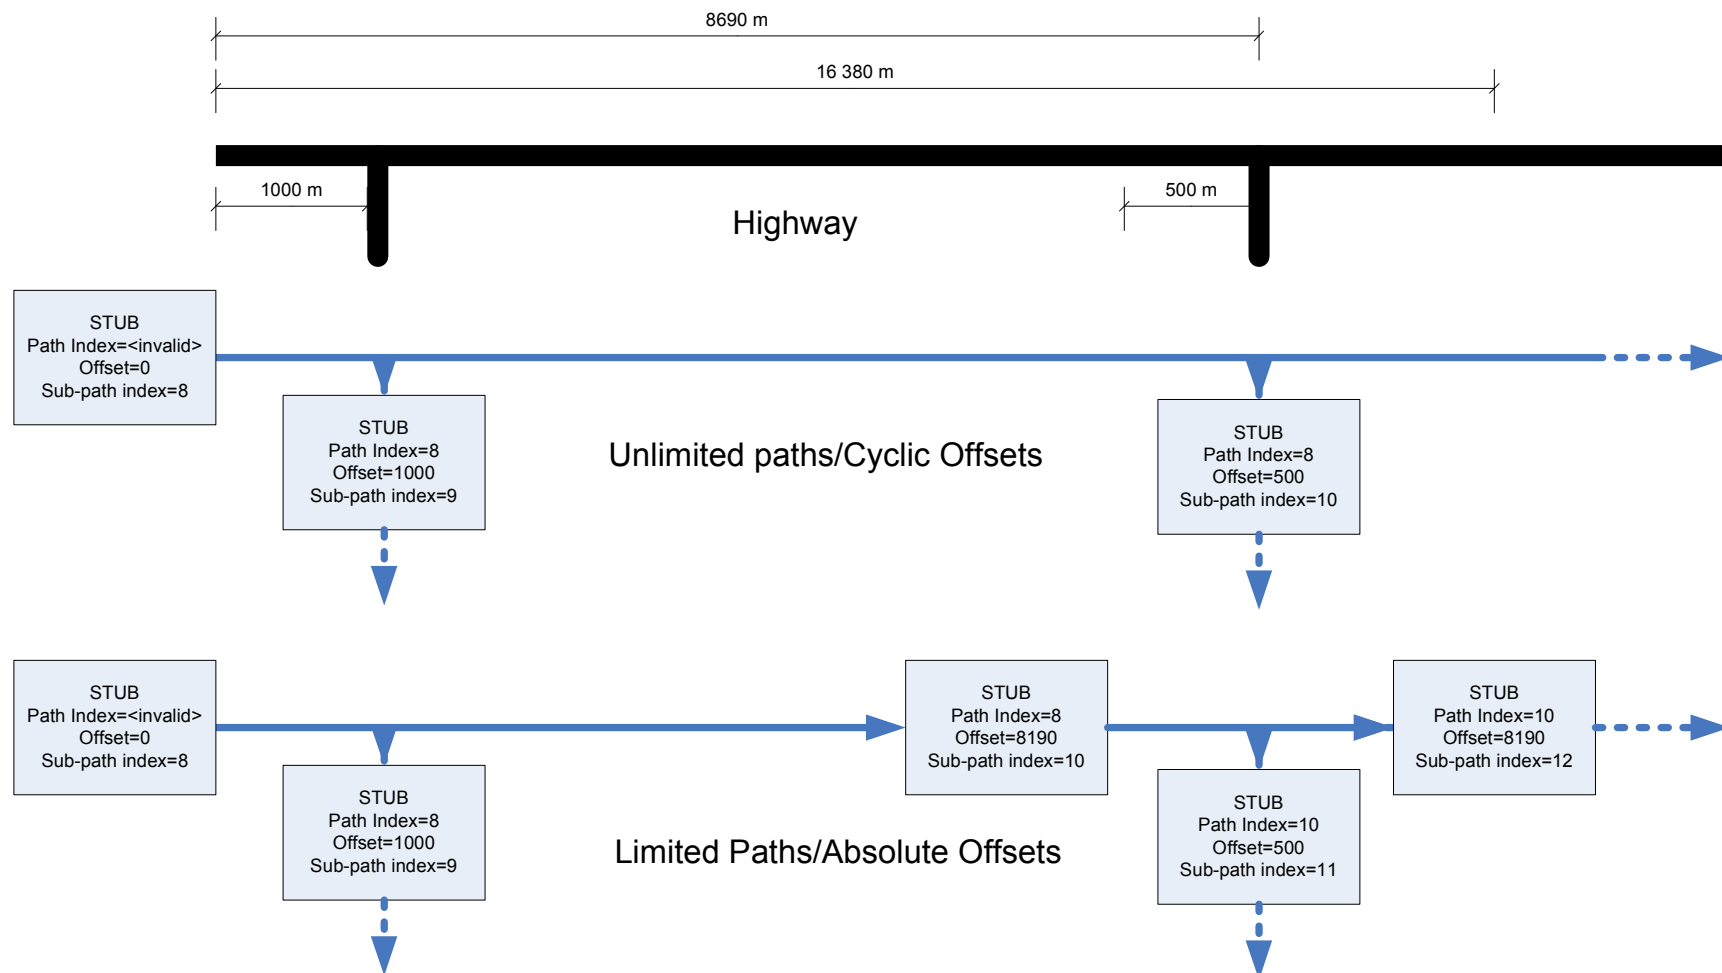 8690 m
16 380 m
1000 m
500 m
Highway
STUB
Path Index=<invalid>
Offset=0
Sub-path index=8
STUB
Path Index=8
Offset=1000
Sub-path index=9
Unlimited paths/Cyclic Offsets
STUB
Path Index=8
Offset=500
Sub-path index=10
STUB
Path Index=<invalid>
Offset=0
Sub-path index=8
STUB
Path Index=8
Offset=8190
Sub-path index=10
STUB
Path Index=10
Offset=8190
Sub-path index=12
STUB
Path Index=8
Offset=1000
Sub-path index=9
Limited Paths/Absolute Offsets
STUB
Path Index=10
Offset=500
Sub-path index=11